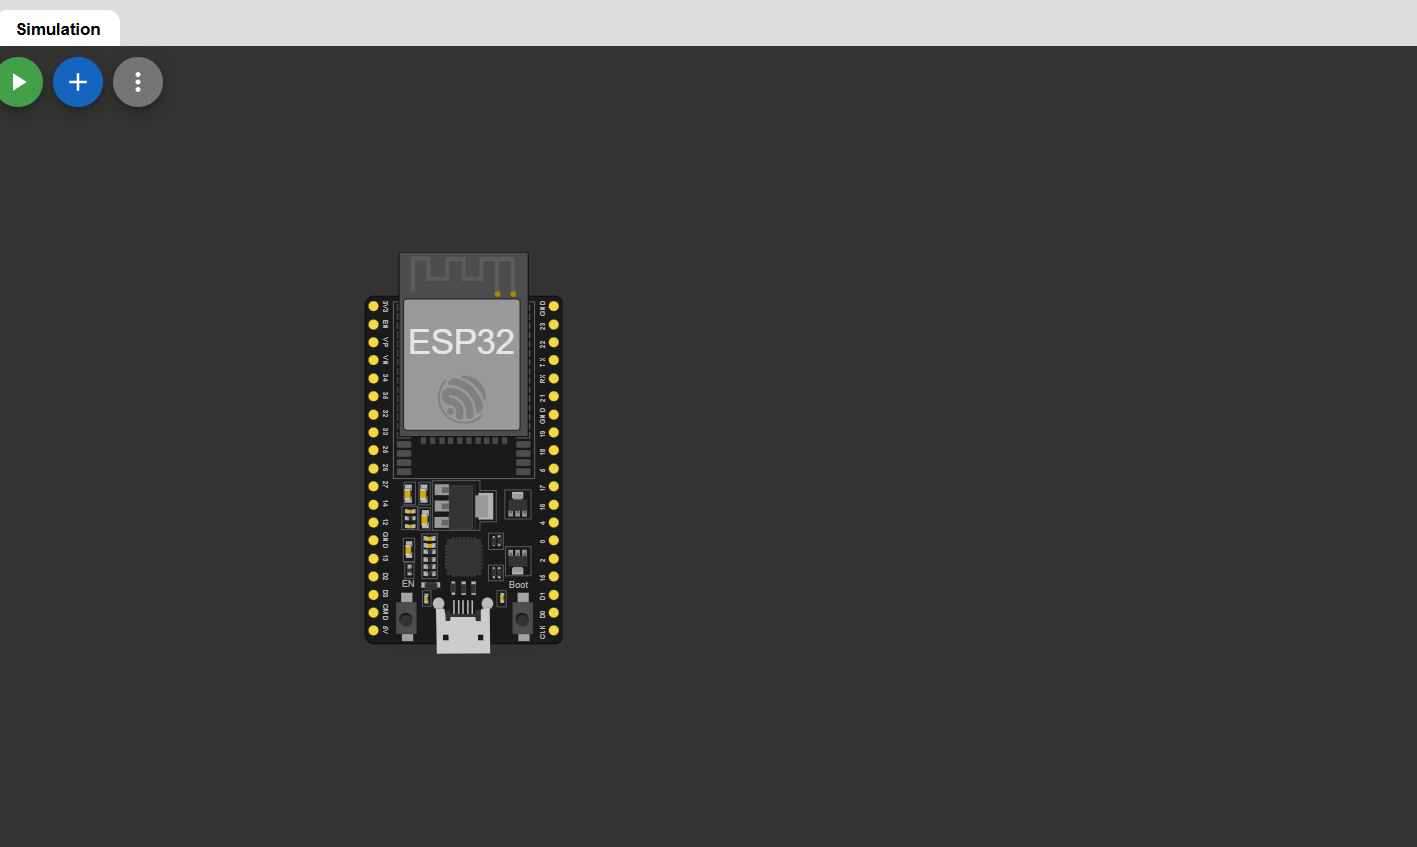 Simulation
ESP32
3V3
EN
VP
VN
34
35
32
33
25
26
27
14
12
GND
13
D2
D3
CMD
5V
GND
23
22
TX
RX
21
GND
19
18
5
17
16
4
0
2
15
D1
D0
CLK
EN
Boot